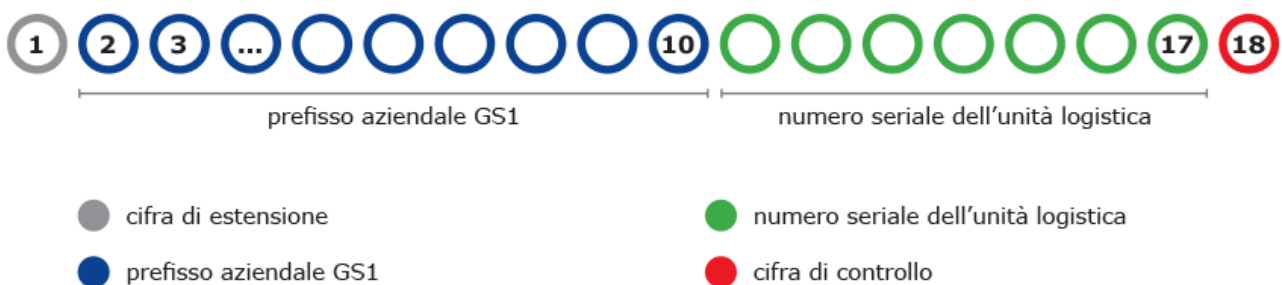 1 2 3 ... 10 17 18
prefisso aziendale GS1 numero seriale dell'unità logistica
cifra di estensione numero seriale dell'unità logistica
prefisso aziendale GS1 cifra di controllo